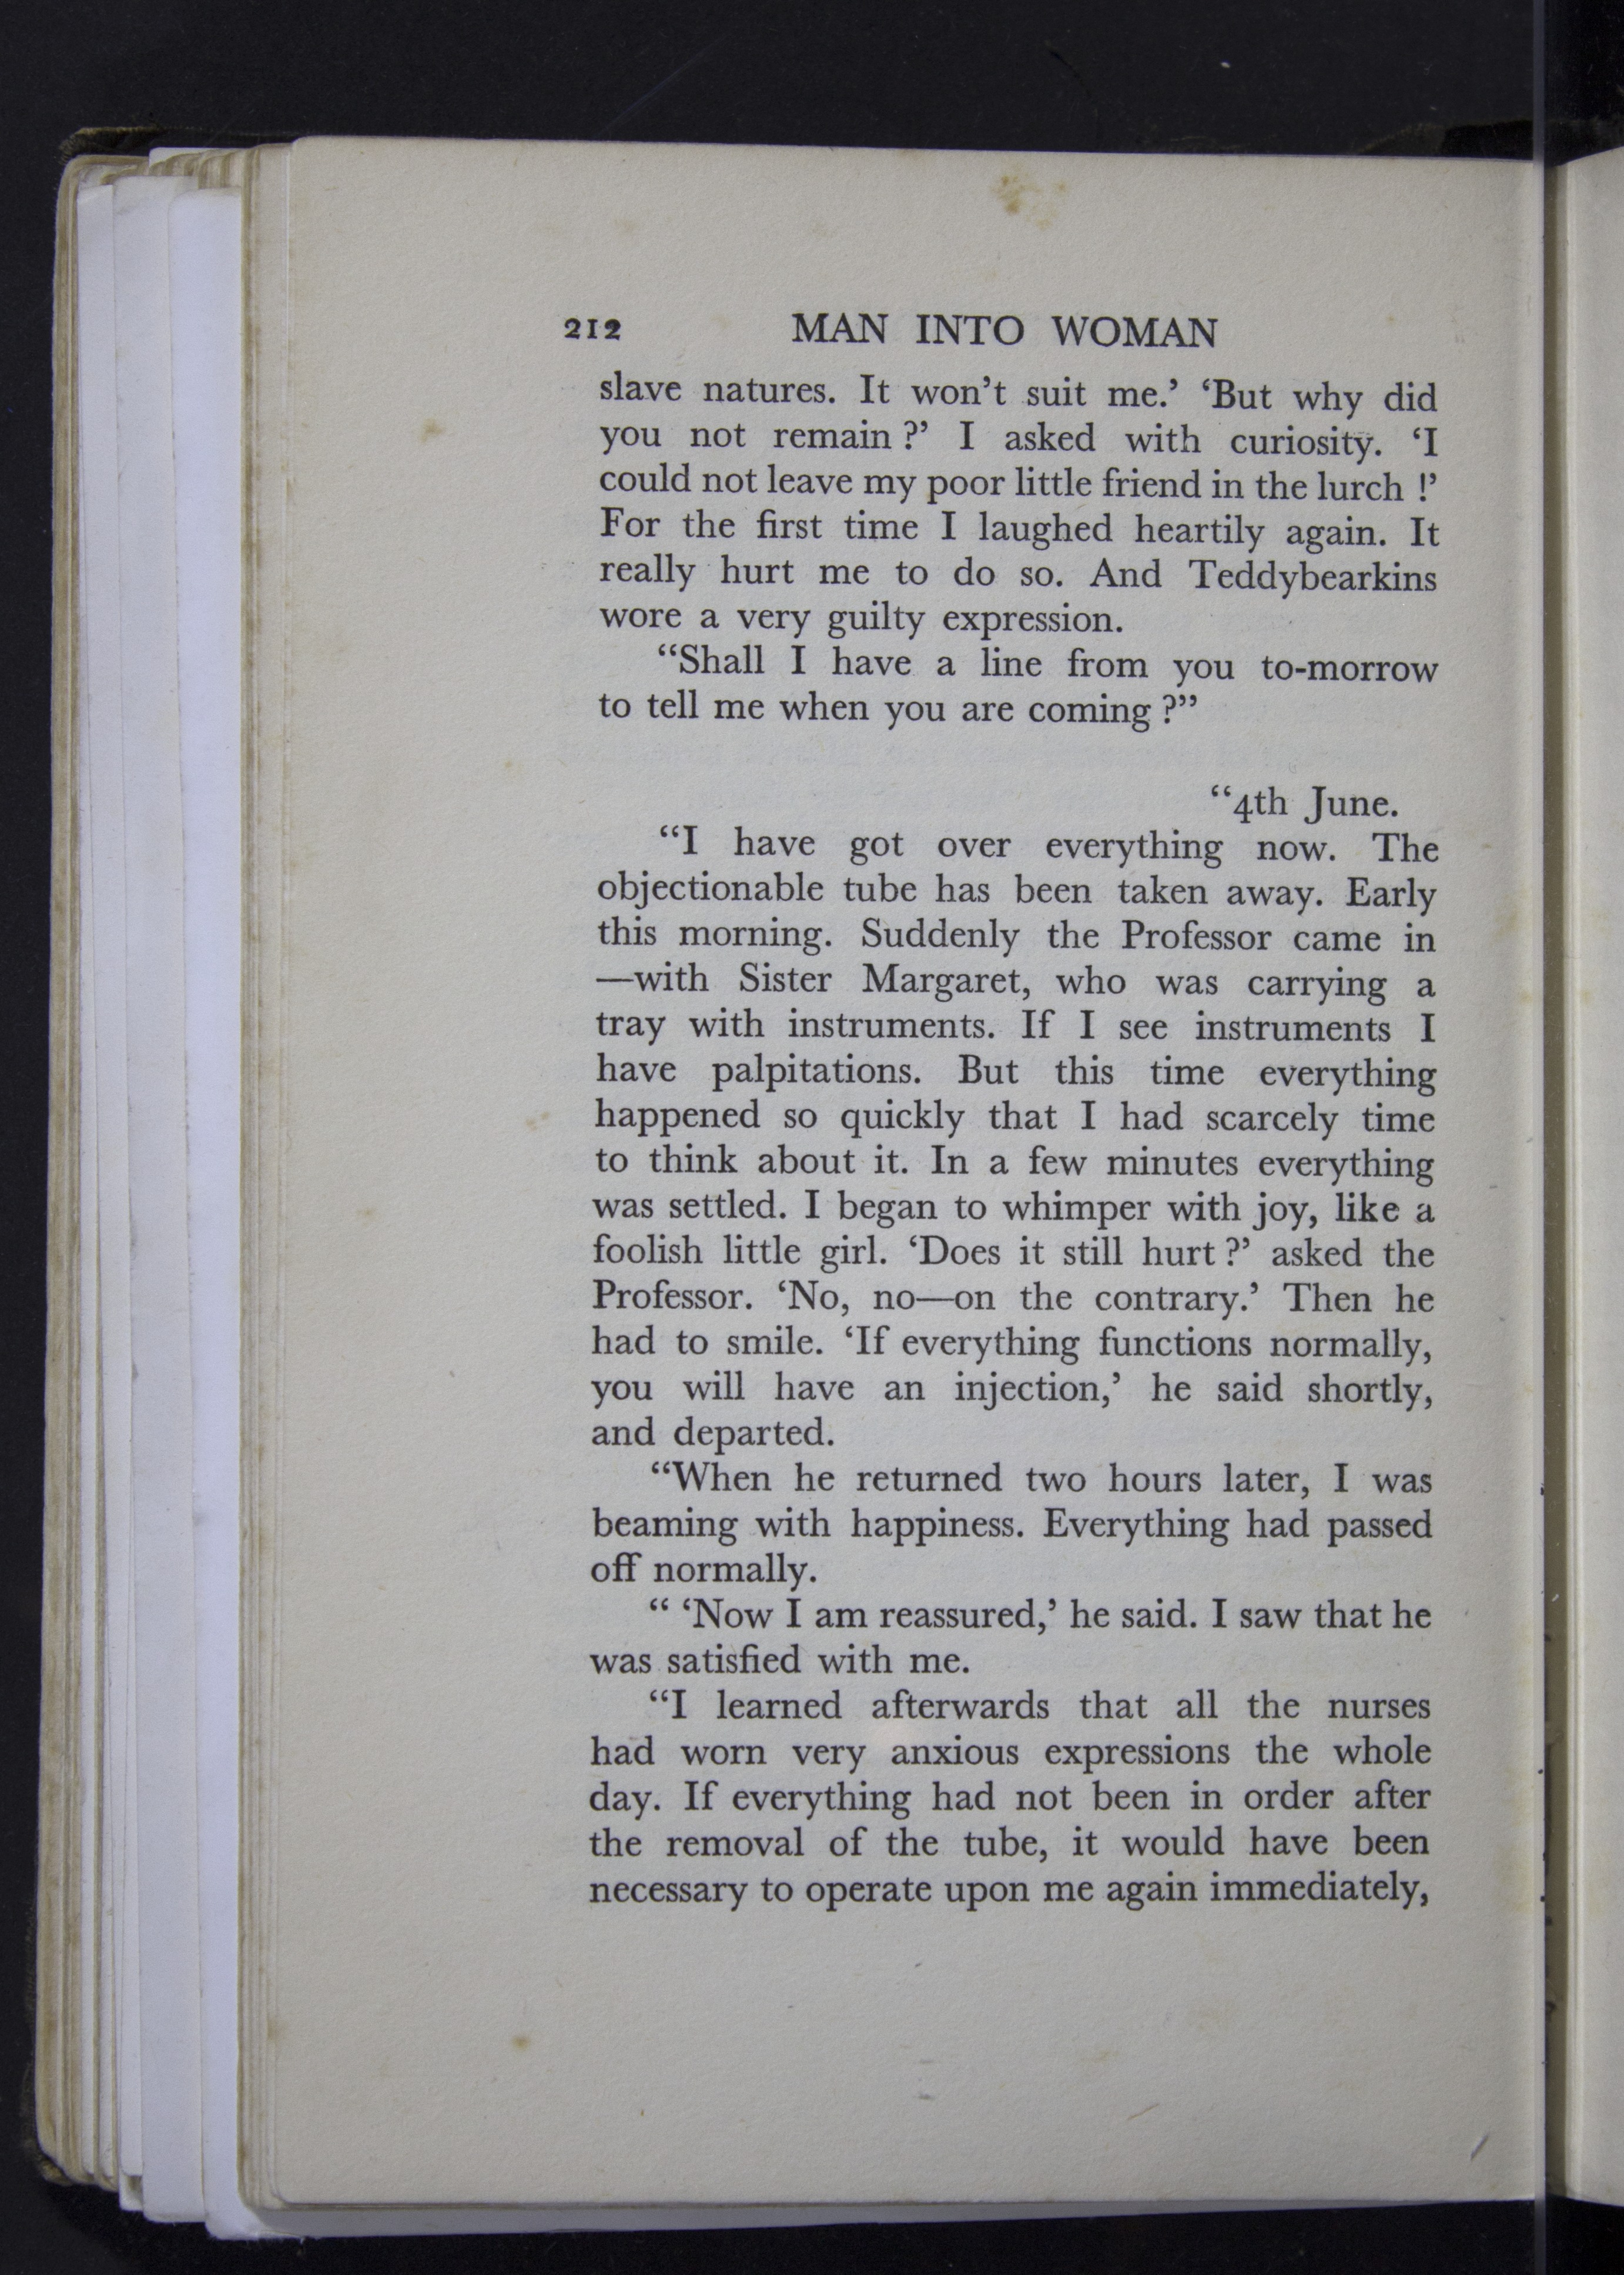 212 MAN INTO WOMAN
slave natures. It won’t suit me.’ ‘But why did
you not remain?’ I asked with curiosity. ‘I
could not leave my poor little friend in the lurch!’
For the first time I laughed heartily again. It
really hurt me to do so. And Teddybearkins
wore a very guilty expression.
“Shall I have a line from you to-morrow
to tell me when you are coming?”
“4th June.
“I have got over everything now. The
objectionable tube has been taken away. Early
this morning. Suddenly the Professor came in
—with Sister Margaret, who was carrying a
tray with instruments. If I see instruments I
have palpitations. But this time everything
happened so quickly that I had scarcely time
to think about it. In a few minutes everything
was settled. I began to whimper with joy, like a
foolish little girl. ‘Does it still hurt?’ asked the
Professor. ‘No, no—on the contrary.’ Then he
had to smile. ‘If everything functions normally,
you will have an injection,’ he said shortly,
and departed.
“When he returned two hours later, I was
beaming with happiness. Everything had passed
off normally.
“ ‘Now I am reassured,’ he said. I saw that he
was satisfied with me.
“I learned afterwards that all the nurses
had worn very anxious expressions the whole
day. If everything had not been in order after
the removal of the tube, it would have been
necessary to operate upon me again immediately,